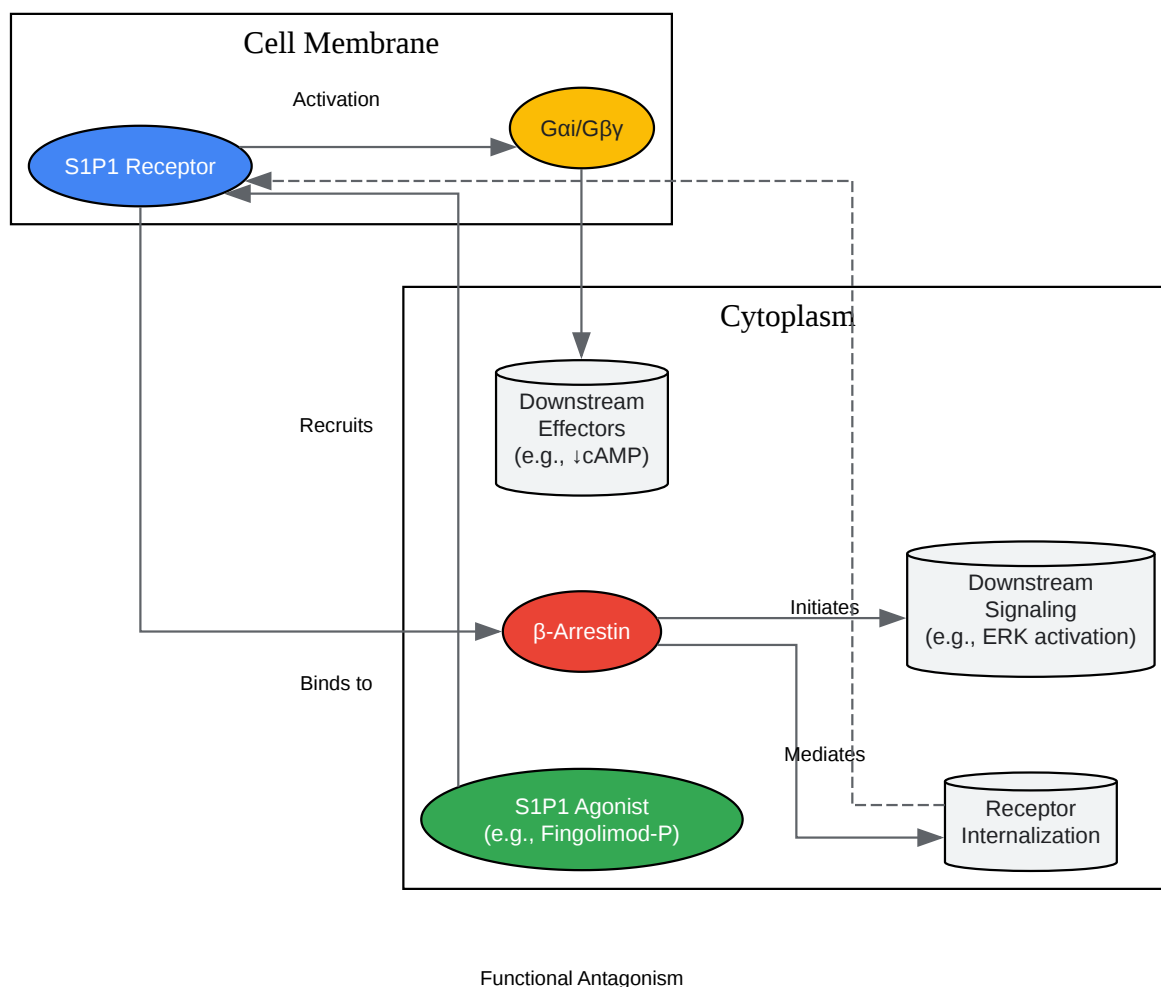 Cell Membrane
Activation
Gαi/Gβγ
S1P1 Receptor
Cytoplasm
Downstream
Effectors
(e.g., ↓cAMP)
Recruits
Downstream
Signaling
(e.g., ERK activation)
Initiates
β-Arrestin
Binds to
Mediates
S1P1 Agonist
(e.g., Fingolimod-P)
Receptor
Internalization
Functional Antagonism